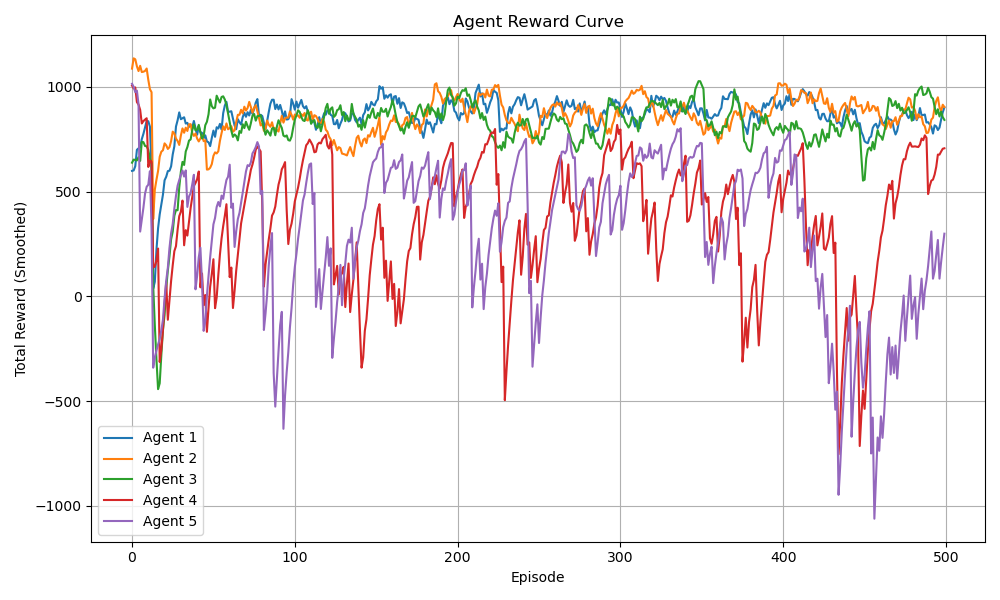 Agent Reward Curve
Total Reward (Smoothed)
1000
500
0
−500
−1000
Agent 1
Agent 2
Agent 3
Agent 4
Agent 5
0 100 200 300 400 500
Episode